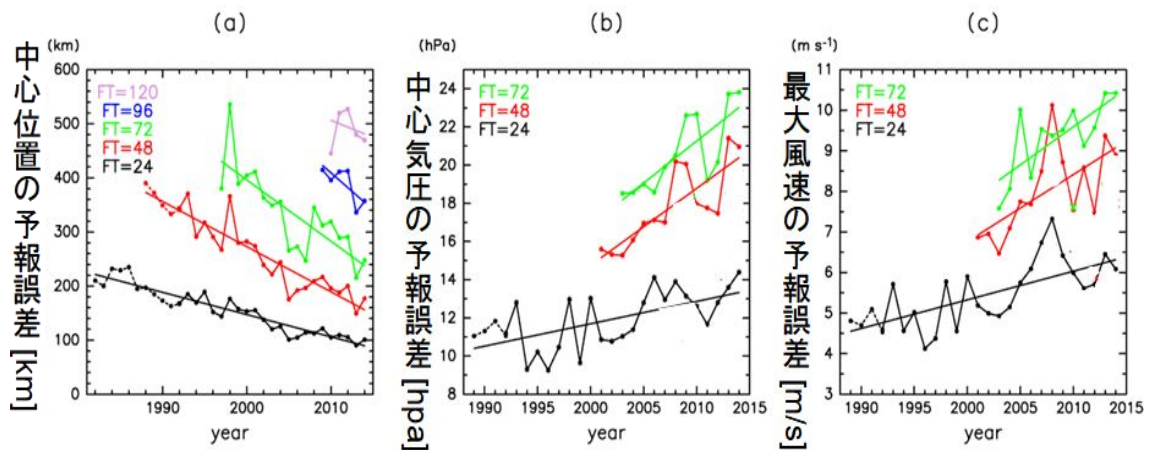 (a)
(km)
中心位置の予報誤差 [km]
600
500
400
300
200
100
0
FT=120
FT=96
FT=72
FT=48
FT=24
1990
2000
2010
year
(b)
(hPa)
中心気圧の予報誤差 [hpa]
24
22
20
18
16
14
12
10
8
FT=72
FT=48
FT=24
1990
1995
2000
2005
2010
2015
year
(c)
(m s⁻¹)
最大風速の予報誤差 [m/s]
11
10
9
8
7
6
5
4
3
FT=72
FT=48
FT=24
1990
1995
2000
2005
2010
2015
year